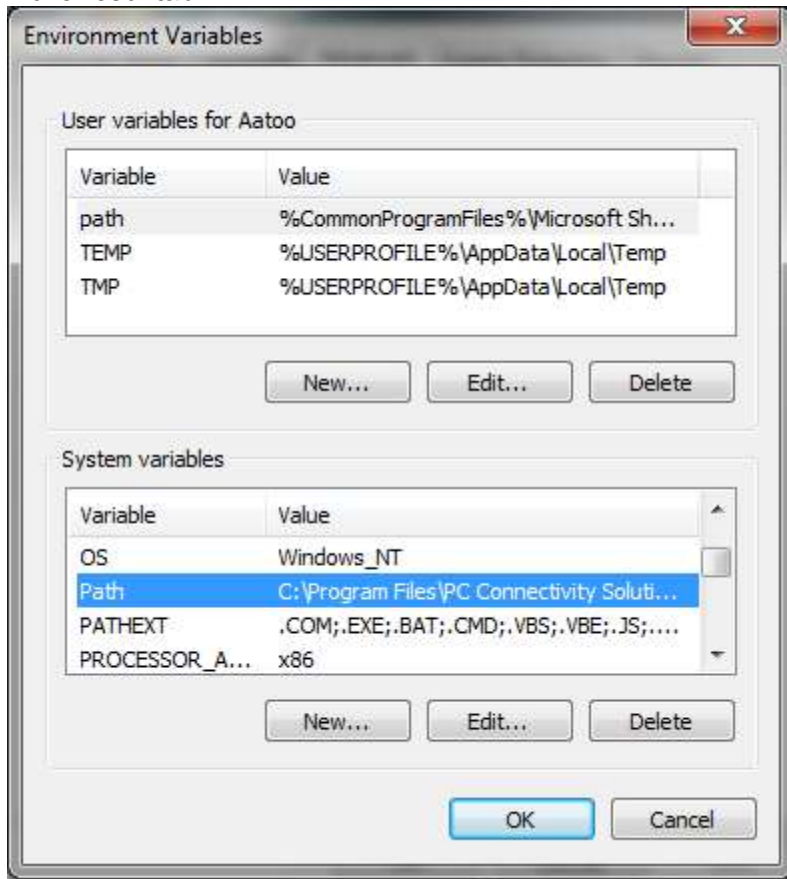 Environment Variables
User variables for Aatoo
Variable Value
path %CommonProgramFiles%\Microsoft Sh...
TEMP %USERPROFILE%\AppData\Local\Temp
TMP %USERPROFILE%\AppData\Local\Temp
New... Edit... Delete
System variables
Variable Value
OS Windows_NT
Path C:\Program Files\PC Connectivity Soluti...
PATHEXT .COM;.EXE;.BAT;.CMD;.VBS;.VBE;.JS;....
PROCESSOR_A... x86
New... Edit... Delete
OK Cancel